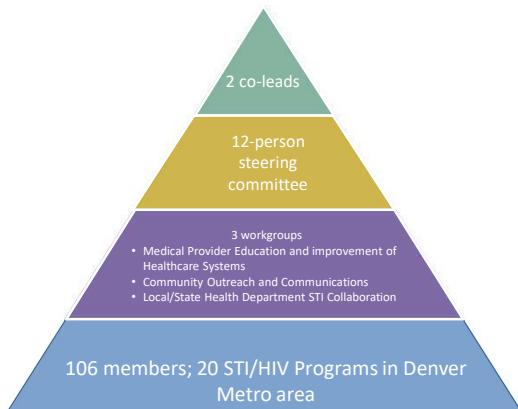 2 co-leads
12-person
steering
committee
3 workgroups
• Medical Provider Education and improvement of
Healthcare Systems
• Community Outreach and Communications
• Local/State Health Department STI Collaboration
106 members; 20 STI/HIV Programs in Denver
Metro area